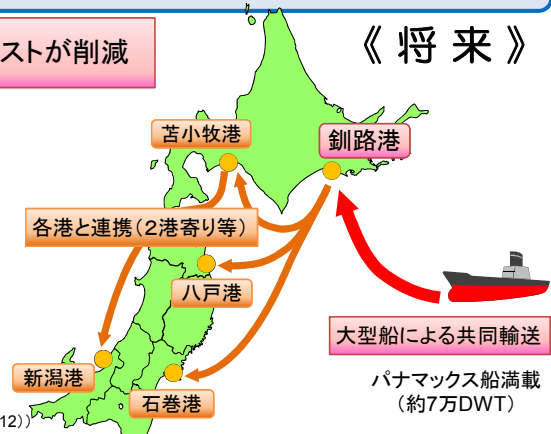 ストが削減
《 将 来 》
苫小牧港
釧路港
各港と連携(2港寄り等)
八戸港
大型船による共同輸送
新潟港
パナマックス船満載
(約7万DWT)
石巻港
12))